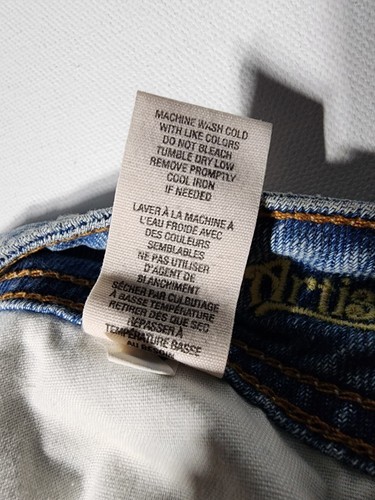 MACHINE WASH COLD
WITH LIKE COLORS
DO NOT BLEACH
TUMBLE DRY LOW
REMOVE PROMPTLY
COOL IRON
IF NEEDED
LAVER À LA MACHINE À
L'EAU FROIDE AVEC
DES COULEURS
SEMBLABLES
NE PAS UTILISER
D'AGENT DE
BLANCHIMENT
SÉCHER PAR CULBUTAGE
À BASSE TEMPÉRATURE
RETIRER DÈS QUE SEC
REPASSER À
TEMPÉRATURE BASSE
AU BESOIN